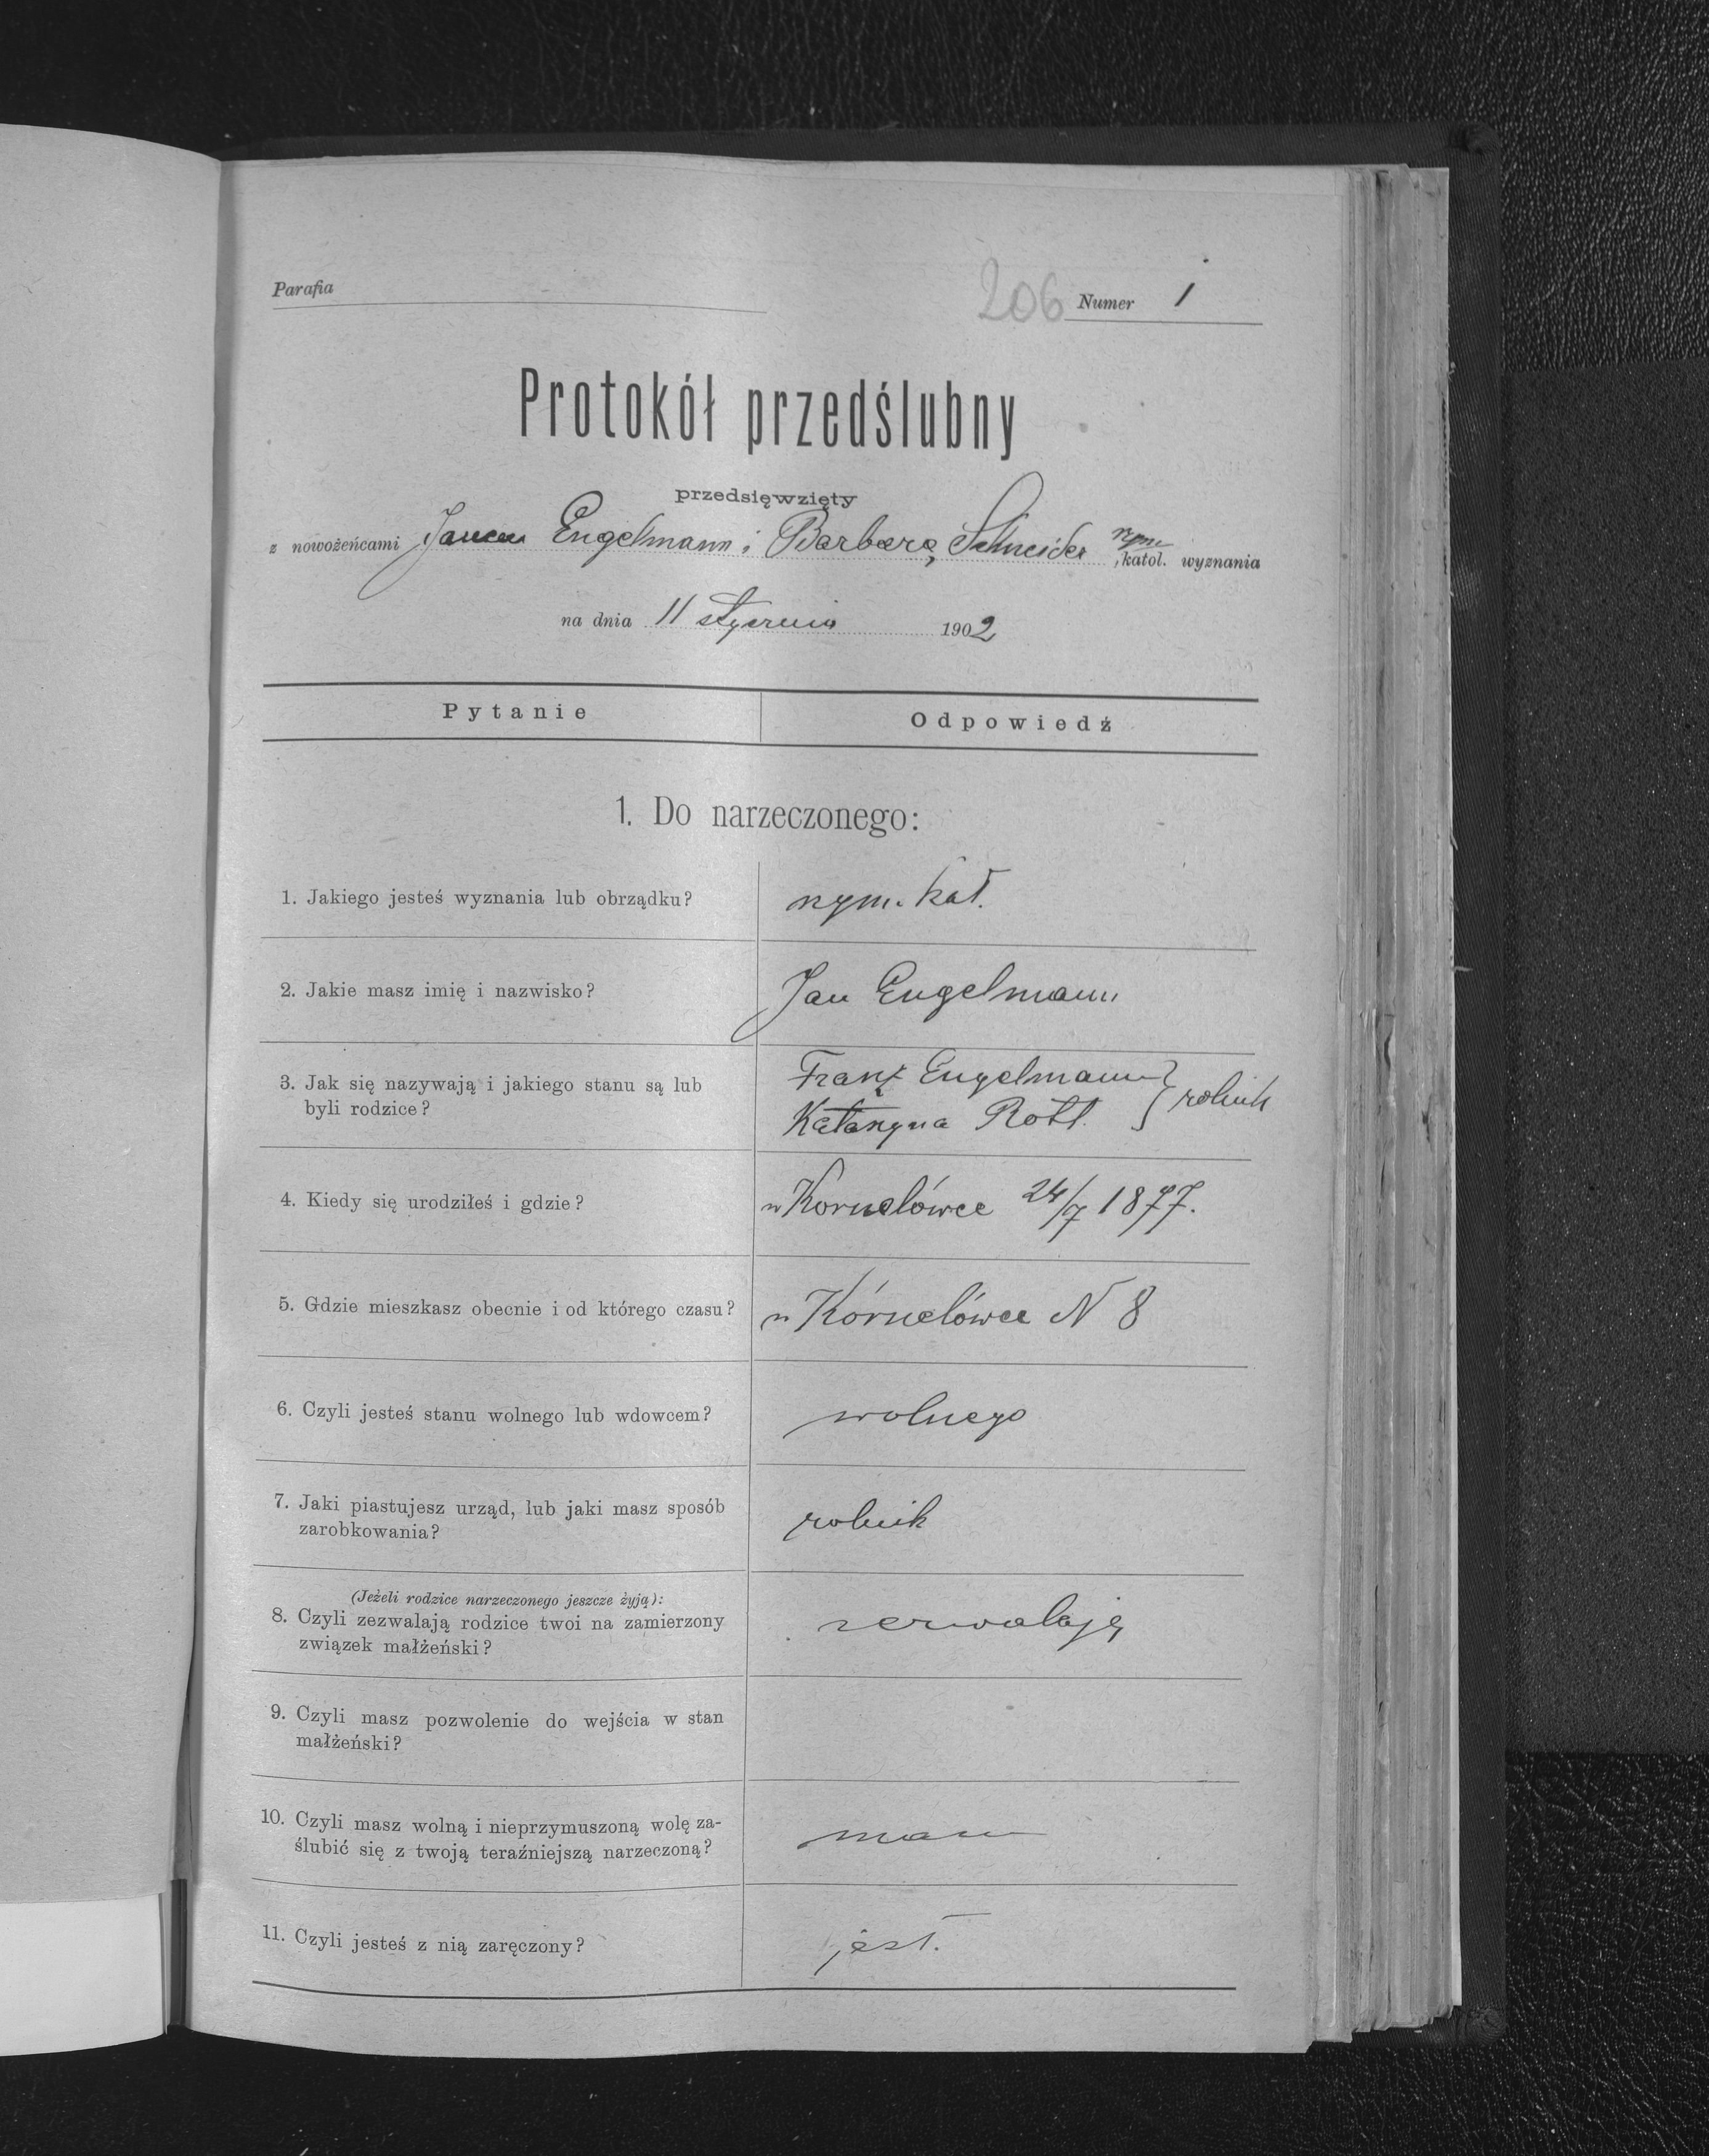 Parafia
206 Numer 1
Protokół przedślubny
przedsięwzięty
z nowożeńcami Janem Engelmann i Barbarą Schneider rzym. katol. wyznania
na dnia 11 stycznia 1902
Pytanie Odpowiedź
1. Do narzeczonego:
1. Jakiego jesteś wyznania lub obrządku? rzym. kat.
2. Jakie masz imię i nazwisko? Jan Engelmann
3. Jak się nazywają i jakiego stanu są lub
byli rodzice?
Franz Engelmann
Katarzyna Roth } rolnik
4. Kiedy się urodziłeś i gdzie? w Kornelówce 24/7 1877.
5. Gdzie mieszkasz obecnie i od którego czasu? w Kórnelówce N 8
6. Czyli jesteś stanu wolnego lub wdowcem? wolnego
7. Jaki piastujesz urząd, lub jaki masz sposób
zarobkowania?
rolnik
(Jeżeli rodzice narzeczonego jeszcze żyją):
8. Czyli zezwalają rodzice twoi na zamierzony
związek małżeński?
zezwalają
9. Czyli masz pozwolenie do wejścia w stan
małżeński?
10. Czyli masz wolną i nieprzymuszoną wolę za-
ślubić się z twoją teraźniejszą narzeczoną?
mam
11. Czyli jesteś z nią zaręczony? jest.